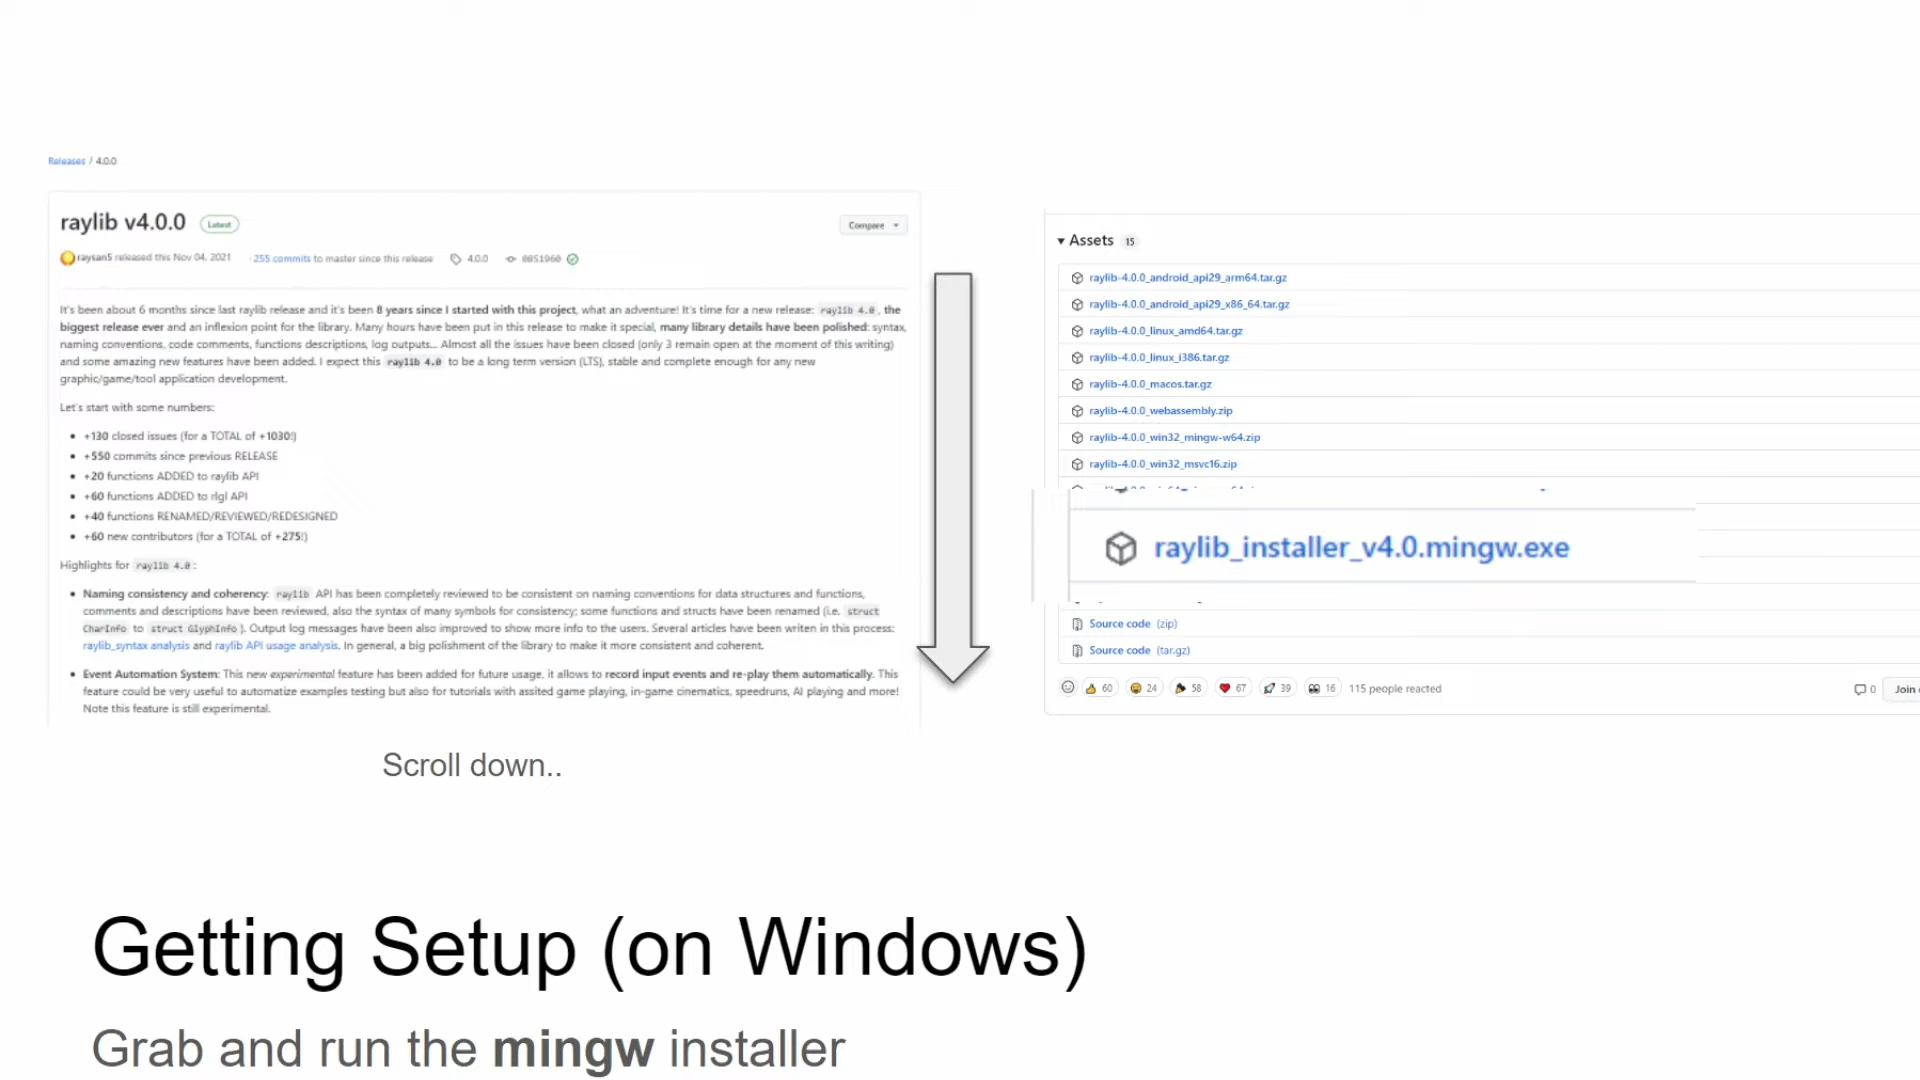 Releases / 4.0.0
raylib v4.0.0 Latest
Compare
raysan5 released this Nov 04, 2021 · 255 commits to master since this release 4.0.0 0851960
It's been about 6 months since last raylib release and it's been 8 years since I started with this project, what an adventure! It's time for a new release: raylib 4.0, the
biggest release ever and an inflexion point for the library. Many hours have been put in this release to make it special, many library details have been polished: syntax,
naming conventions, code comments, functions descriptions, log outputs... Almost all the issues have been closed (only 3 remain open at the moment of this writing)
and some amazing new features have been added. I expect this raylib 4.0 to be a long term version (LTS), stable and complete enough for any new
graphic/game/tool application development.
Let's start with some numbers:
+130 closed issues (for a TOTAL of +1030!)
+550 commits since previous RELEASE
+20 functions ADDED to raylib API
+60 functions ADDED to rlgl API
+40 functions RENAMED/REVIEWED/REDESIGNED
+60 new contributors (for a TOTAL of +275!)
Highlights for raylib 4.0:
Naming consistency and coherency: raylib API has been completely reviewed to be consistent on naming conventions for data structures and functions,
comments and descriptions have been reviewed, also the syntax of many symbols for consistency; some functions and structs have been renamed (i.e. struct
CharInfo to struct GlyphInfo). Output log messages have been also improved to show more info to the users. Several articles have been writen in this process:
raylib_syntax analysis and raylib API usage analysis. In general, a big polishment of the library to make it more consistent and coherent.
Event Automation System: This new experimental feature has been added for future usage, it allows to record input events and re-play them automatically. This
feature could be very useful to automatize examples testing but also for tutorials with assited game playing, in-game cinematics, speedruns, AI playing and more!
Note this feature is still experimental.
Scroll down..
Assets 15
raylib-4.0.0_android_api29_arm64.tar.gz
raylib-4.0.0_android_api29_x86_64.tar.gz
raylib-4.0.0_linux_amd64.tar.gz
raylib-4.0.0_linux_i386.tar.gz
raylib-4.0.0_macos.tar.gz
raylib-4.0.0_webassembly.zip
raylib-4.0.0_win32_mingw-w64.zip
raylib-4.0.0_win32_msvc16.zip
raylib_installer_v4.0.mingw.exe
Source code (zip)
Source code (tar.gz)
60 24 58 67 39 16 115 people reacted
0 Join
Getting Setup (on Windows)
Grab and run the mingw installer